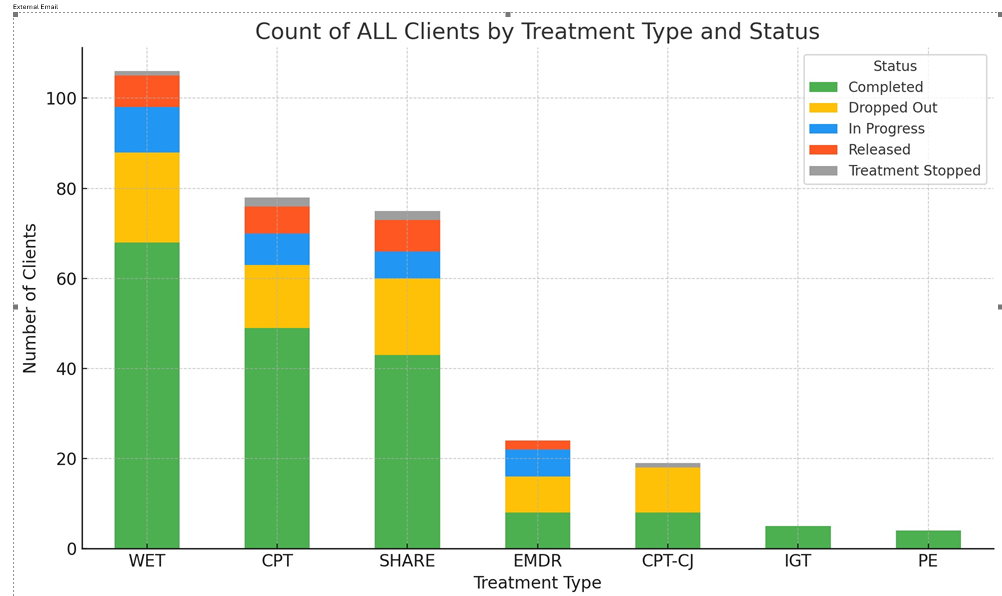 External Email
Count of ALL Clients by Treatment Type and Status
Status
Completed
Dropped Out
In Progress
Released
Treatment Stopped
Number of Clients
100
80
60
40
20
0
WET CPT SHARE EMDR CPT-CJ IGT PE
Treatment Type